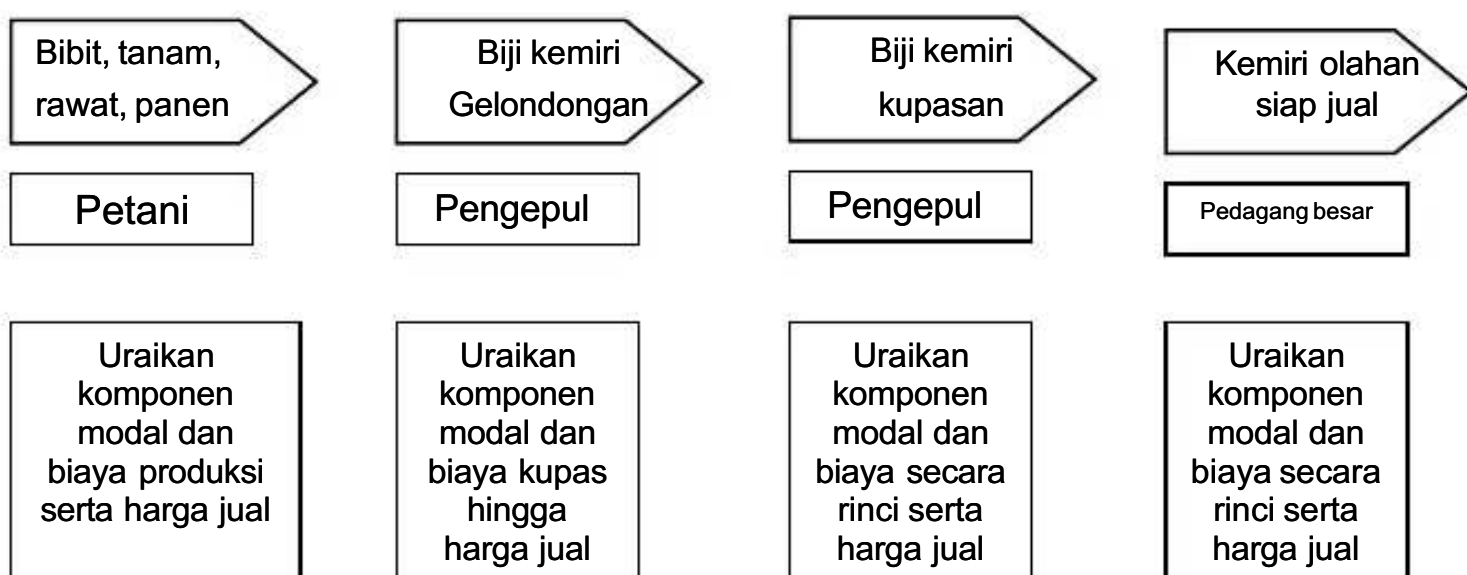 Bibit, tanam,
rawat, panen
Biji kemiri
Gelondongan
Biji kemiri
kupasan
Kemiri olahan
siap jual
Petani
Pengepul
Pengepul
Pedagang besar
Uraikan
komponen
modal dan
biaya produksi
serta harga jual
Uraikan
komponen
modal dan
biaya kupas
hingga
harga jual
Uraikan
komponen
modal dan
biaya secara
rinci serta
harga jual
Uraikan
komponen
modal dan
biaya secara
rinci serta
harga jual